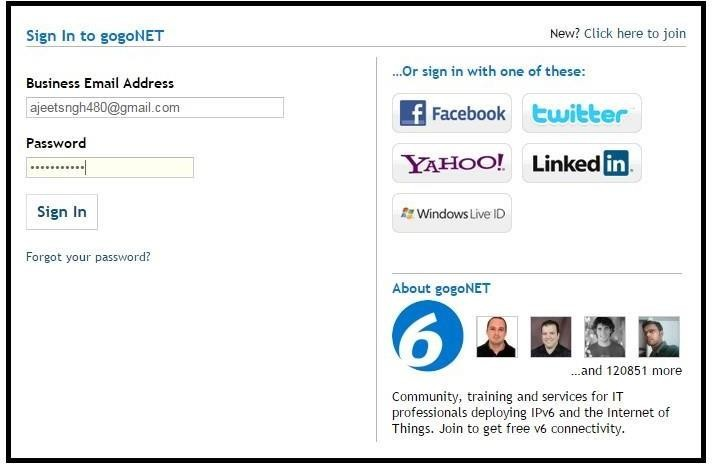 Sign In to gogoNET
New? Click here to join
Business Email Address
ajeetsngh480@gmail.com
Password
•••••••••••
Sign In
Forgot your password?
...Or sign in with one of these:
Facebook
twitter
YAHOO!
Linked in
Windows Live ID
About gogoNET
6
...and 120851 more
Community, training and services for IT
professionals deploying IPv6 and the Internet of
Things. Join to get free v6 connectivity.